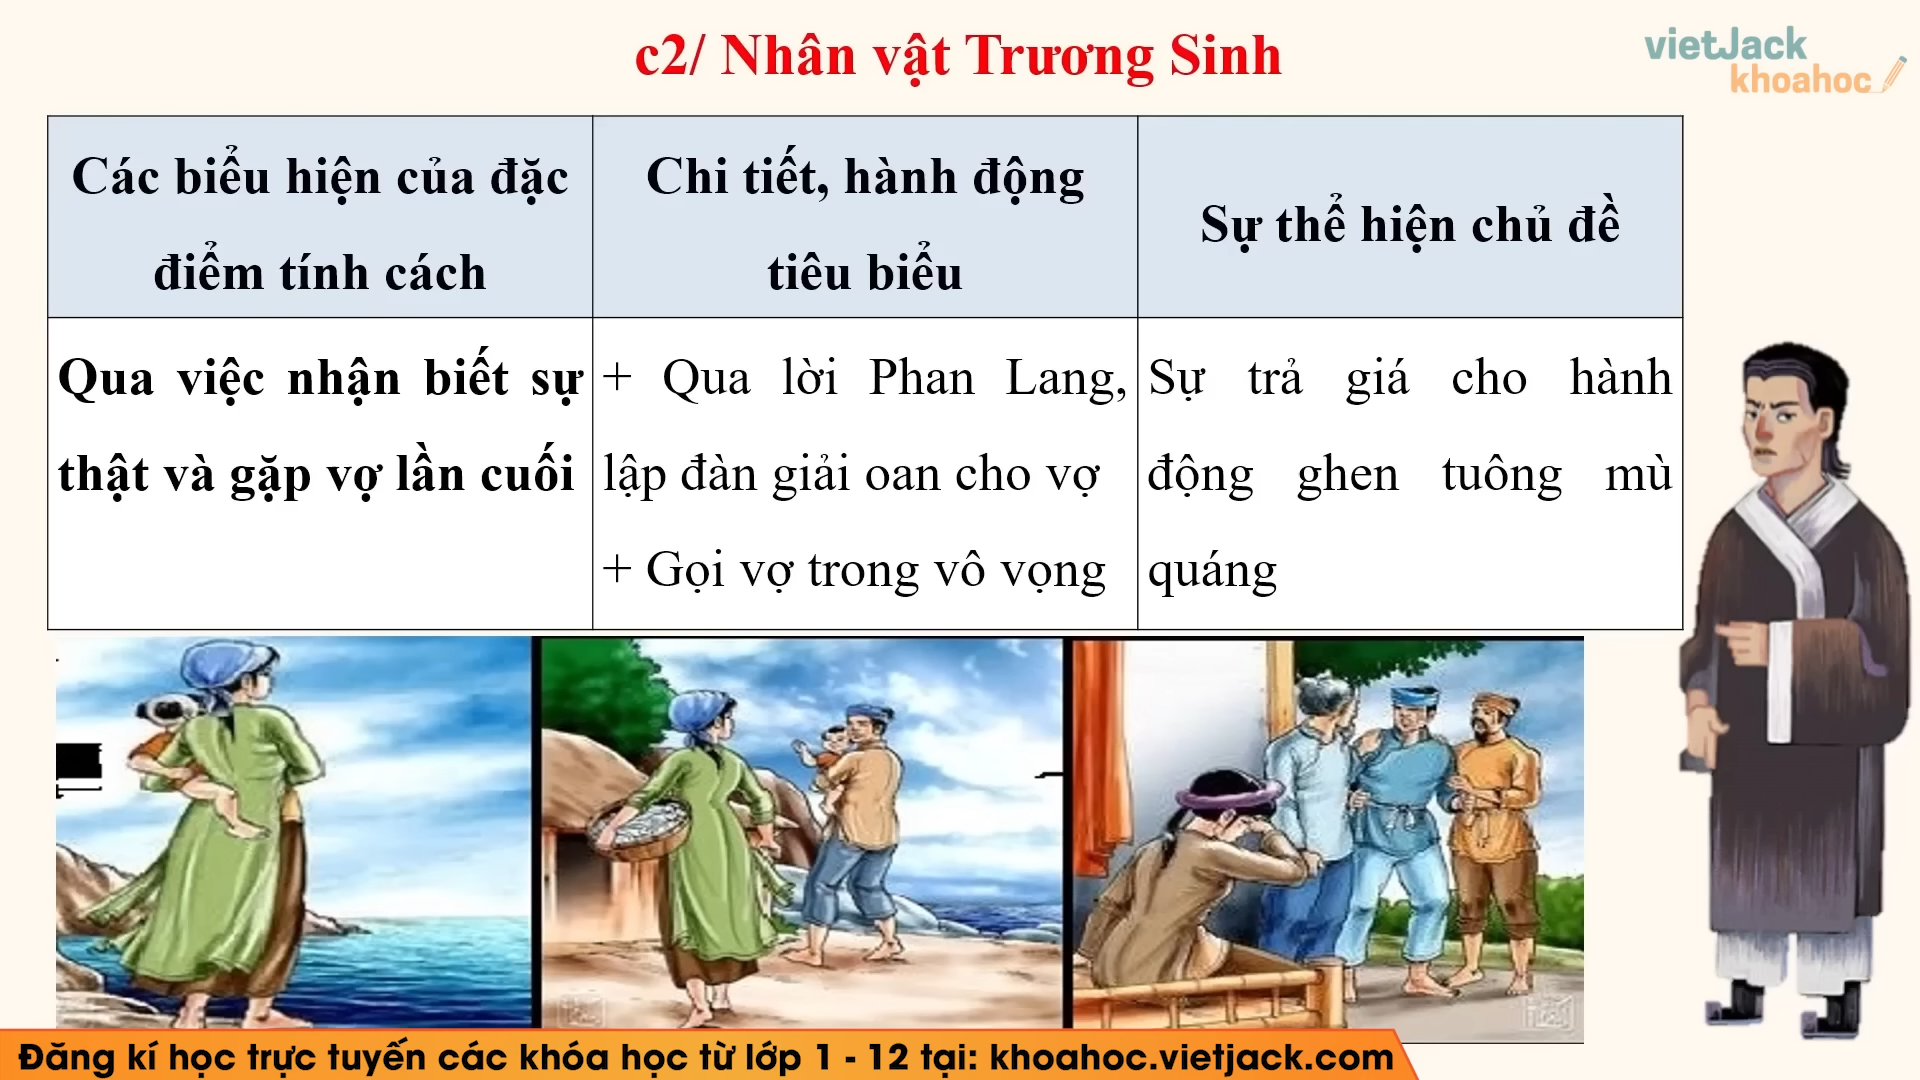 c2/ Nhân vật Trương Sinh
vietJack
khoahoc
Các biểu hiện của đặc
điểm tính cách
Chi tiết, hành động
tiêu biểu
Sự thể hiện chủ đề
Qua việc nhận biết sự
thật và gặp vợ lần cuối
+ Qua lời Phan Lang,
lập đàn giải oan cho vợ
+ Gọi vợ trong vô vọng
Sự trả giá cho hành
động ghen tuông mù
quáng
Đăng kí học trực tuyến các khóa học từ lớp 1 - 12 tại: khoahoc.vietjack.com